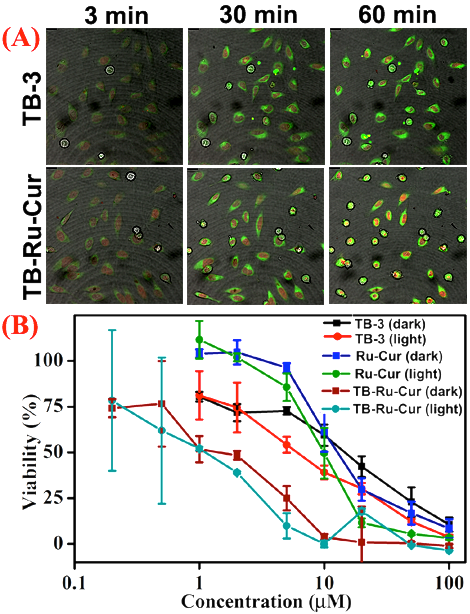 3 min 30 min 60 min
(A)
TB-3
TB-Ru-Cur
(B)
TB-3 (dark)
TB-3 (light)
Ru-Cur (dark)
Ru-Cur (light)
TB-Ru-Cur (dark)
TB-Ru-Cur (light)
Viability (%)
100
75
50
25
0
0.1 1 10 100
Concentration (μM)